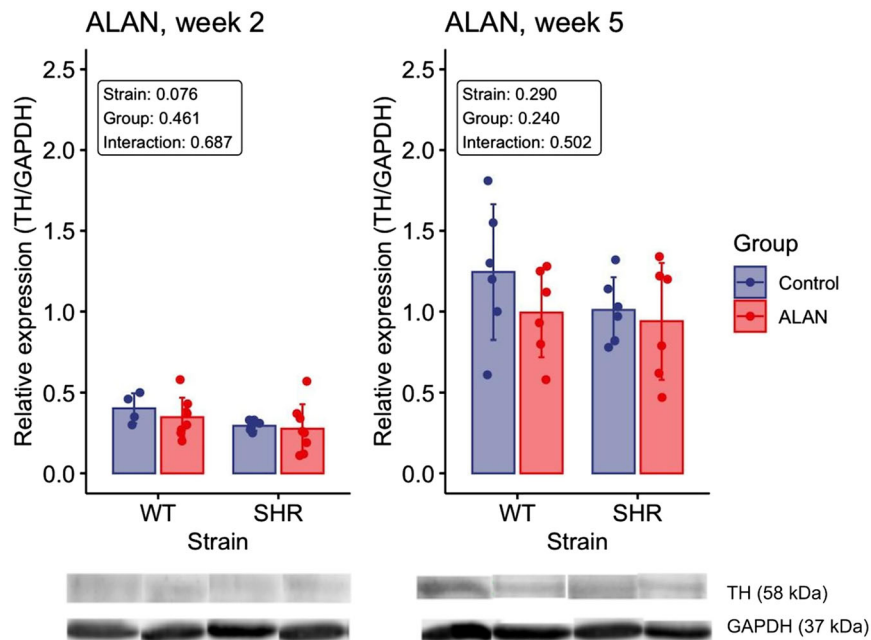 ALAN, week 2
Relative expression (TH/GAPDH)
2.5
2.0
1.5
1.0
0.5
0.0
Strain: 0.076
Group: 0.461
Interaction: 0.687
WT
SHR
Strain
ALAN, week 5
Relative expression (TH/GAPDH)
2.5
2.0
1.5
1.0
0.5
0.0
Strain: 0.290
Group: 0.240
Interaction: 0.502
WT
SHR
Strain
Group
Control
ALAN
TH (58 kDa)
GAPDH (37 kDa)